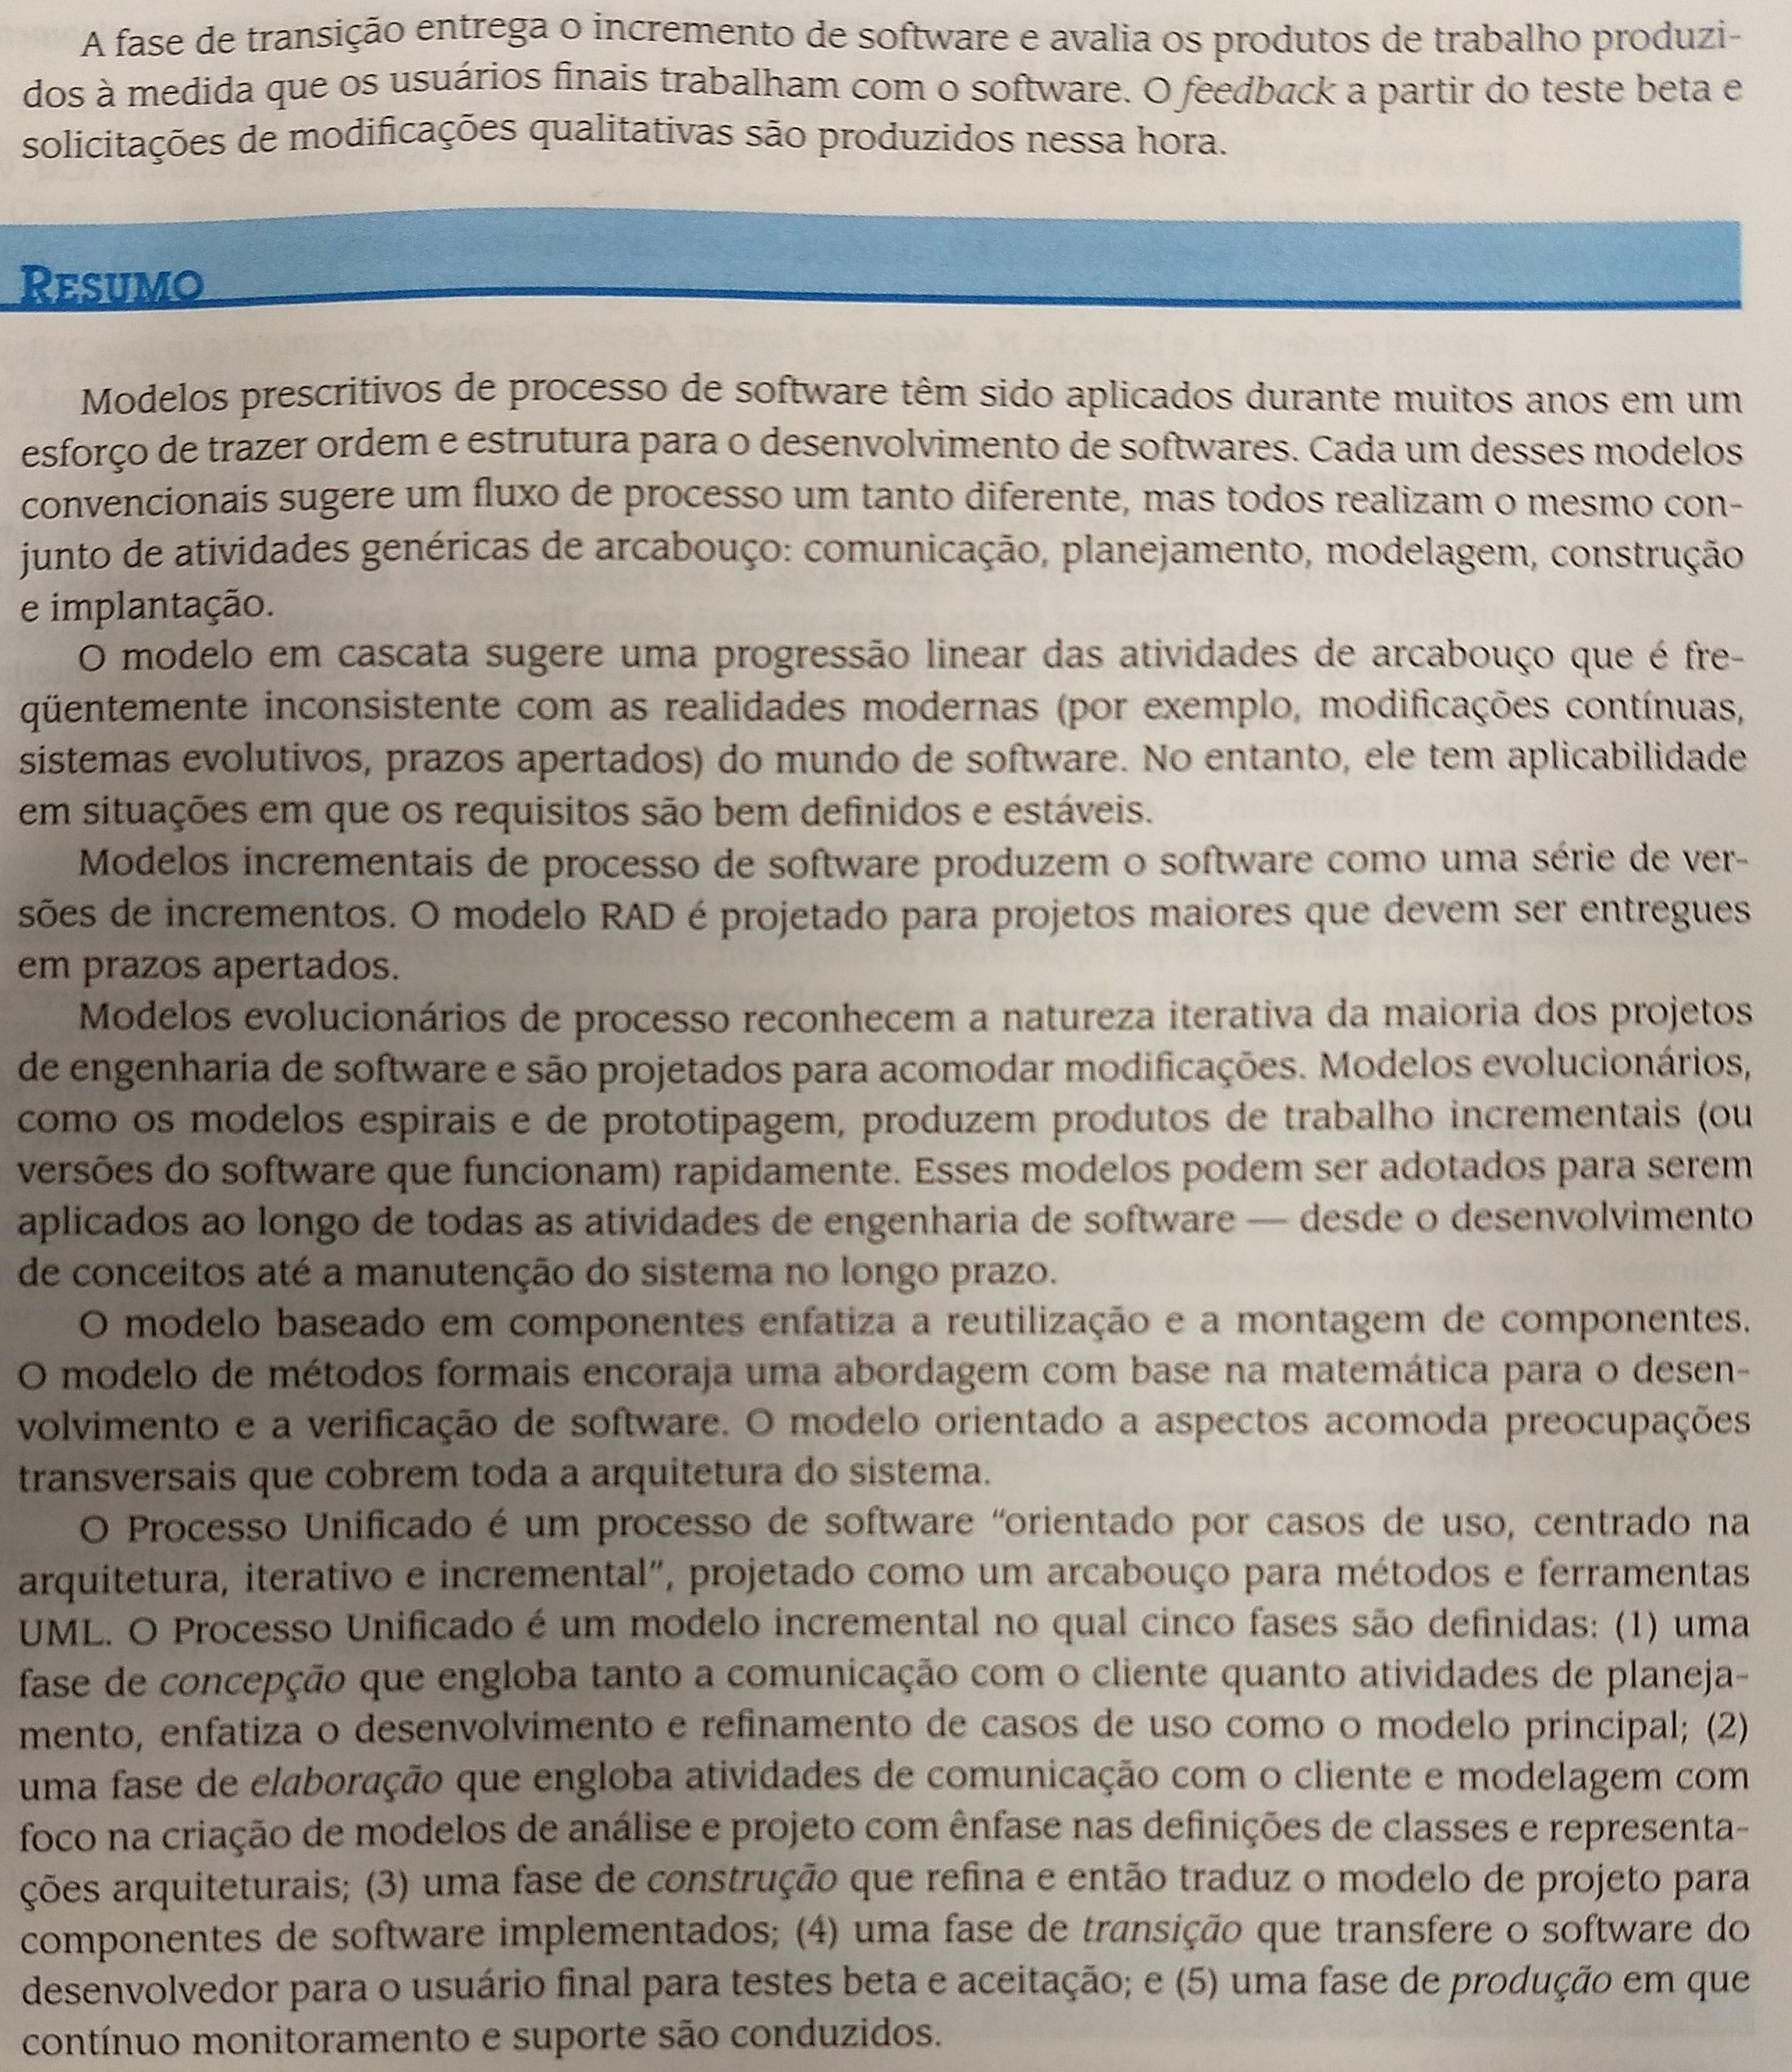 A fase de transição entrega o incremento de software e avalia os produtos de trabalho produzi-
dos à medida que os usuários finais trabalham com o software. O feedback a partir do teste beta e
solicitações de modificações qualitativas são produzidos nessa hora.
RESUMO
Modelos prescritivos de processo de software têm sido aplicados durante muitos anos em um
esforço de trazer ordem e estrutura para o desenvolvimento de softwares. Cada um desses modelos
convencionais sugere um fluxo de processo um tanto diferente, mas todos realizam o mesmo con-
junto de atividades genéricas de arcabouço: comunicação, planejamento, modelagem, construção
e implantação.
O modelo em cascata sugere uma progressão linear das atividades de arcabouço que é fre-
qüentemente inconsistente com as realidades modernas (por exemplo, modificações contínuas,
sistemas evolutivos, prazos apertados) do mundo de software. No entanto, ele tem aplicabilidade
em situações em que os requisitos são bem definidos e estáveis.
Modelos incrementais de processo de software produzem o software como uma série de ver-
sões de incrementos. O modelo RAD é projetado para projetos maiores que devem ser entregues
em prazos apertados.
Modelos evolucionários de processo reconhecem a natureza iterativa da maioria dos projetos
de engenharia de software e são projetados para acomodar modificações. Modelos evolucionários,
como os modelos espirais e de prototipagem, produzem produtos de trabalho incrementais (ou
versões do software que funcionam) rapidamente. Esses modelos podem ser adotados para serem
aplicados ao longo de todas as atividades de engenharia de software — desde o desenvolvimento
de conceitos até a manutenção do sistema no longo prazo.
O modelo baseado em componentes enfatiza a reutilização e a montagem de componentes.
O modelo de métodos formais encoraja uma abordagem com base na matemática para o desen-
volvimento e a verificação de software. O modelo orientado a aspectos acomoda preocupações
transversais que cobrem toda a arquitetura do sistema.
O Processo Unificado é um processo de software “orientado por casos de uso, centrado na
arquitetura, iterativo e incremental”, projetado como um arcabouço para métodos e ferramentas
UML. O Processo Unificado é um modelo incremental no qual cinco fases são definidas: (1) uma
fase de concepção que engloba tanto a comunicação com o cliente quanto atividades de planeja-
mento, enfatiza o desenvolvimento e refinamento de casos de uso como o modelo principal; (2)
uma fase de elaboração que engloba atividades de comunicação com o cliente e modelagem com
foco na criação de modelos de análise e projeto com ênfase nas definições de classes e representa-
ções arquiteturais; (3) uma fase de construção que refina e então traduz o modelo de projeto para
componentes de software implementados; (4) uma fase de transição que transfere o software do
desenvolvedor para o usuário final para testes beta e aceitação; e (5) uma fase de produção em que
contínuo monitoramento e suporte são conduzidos.